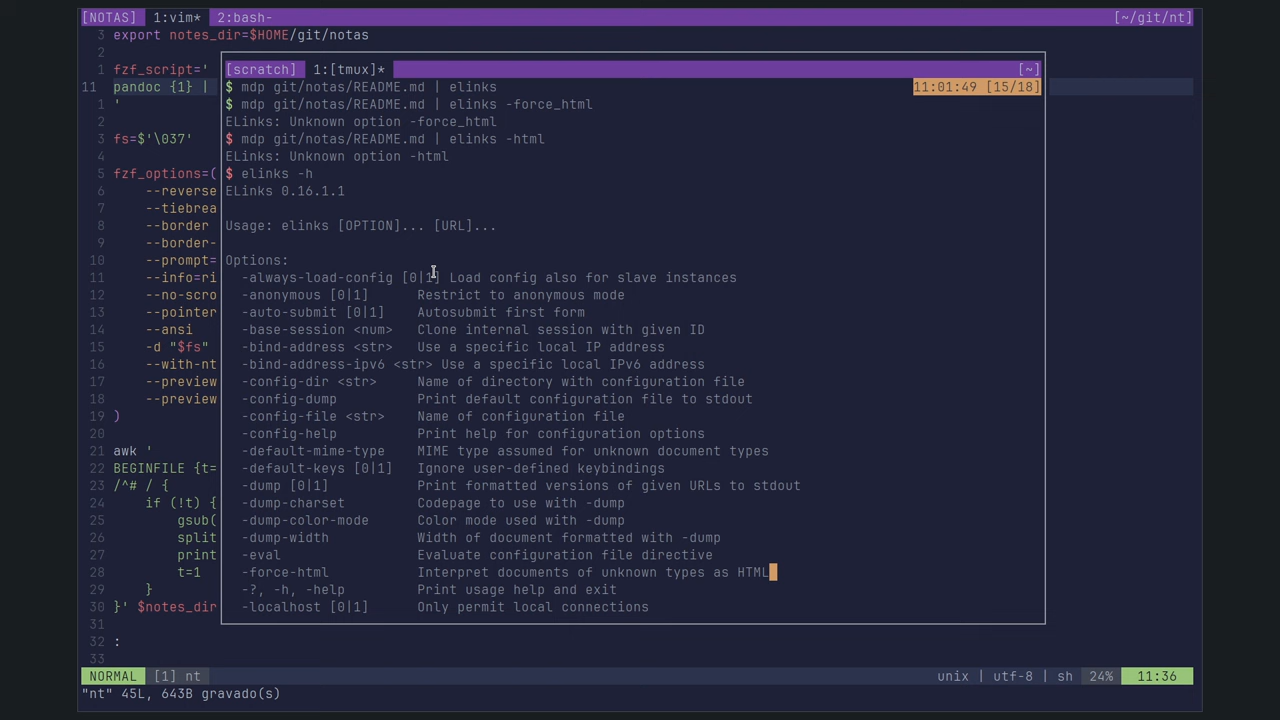 [NOTAS] 1:vim* 2:bash- [~/git/nt]
3 export notes_dir=$HOME/git/notas
2
1 fzf_script='
11 pandoc {1} |
1 '
2
3 fs=$'\037'
4
5 fzf_options=(
6 --reverse
7 --tiebrea
8 --border
9 --border-
10 --prompt=
11 --info=ri
12 --no-scro
13 --pointer
14 --ansi
15 -d "$fs"
16 --with-nt
17 --preview
18 --preview
19 )
20
21 awk '
22 BEGINFILE {t=
23 /^# / {
24 if (!t) {
25 gsub(
26 split
27 print
28 t=1
29 }
30 }' $notes_dir
31
32 :
33
[scratch] 1:[tmux]* [~]
$ mdp git/notas/README.md | elinks 11:01:49 [15/18]
$ mdp git/notas/README.md | elinks -force_html
ELinks: Unknown option -force_html
$ mdp git/notas/README.md | elinks -html
ELinks: Unknown option -html
$ elinks -h
ELinks 0.16.1.1
Usage: elinks [OPTION]... [URL]...
Options:
-always-load-config [0|1] Load config also for slave instances
-anonymous [0|1] Restrict to anonymous mode
-auto-submit [0|1] Autosubmit first form
-base-session <num> Clone internal session with given ID
-bind-address <str> Use a specific local IP address
-bind-address-ipv6 <str> Use a specific local IPv6 address
-config-dir <str> Name of directory with configuration file
-config-dump Print default configuration file to stdout
-config-file <str> Name of configuration file
-config-help Print help for configuration options
-default-mime-type MIME type assumed for unknown document types
-default-keys [0|1] Ignore user-defined keybindings
-dump [0|1] Print formatted versions of given URLs to stdout
-dump-charset Codepage to use with -dump
-dump-color-mode Color mode used with -dump
-dump-width Width of document formatted with -dump
-eval Evaluate configuration file directive
-force-html Interpret documents of unknown types as HTML
-?, -h, -help Print usage help and exit
-localhost [0|1] Only permit local connections
NORMAL [1] nt unix | utf-8 | sh 24% 11:36
"nt" 45L, 643B gravado(s)